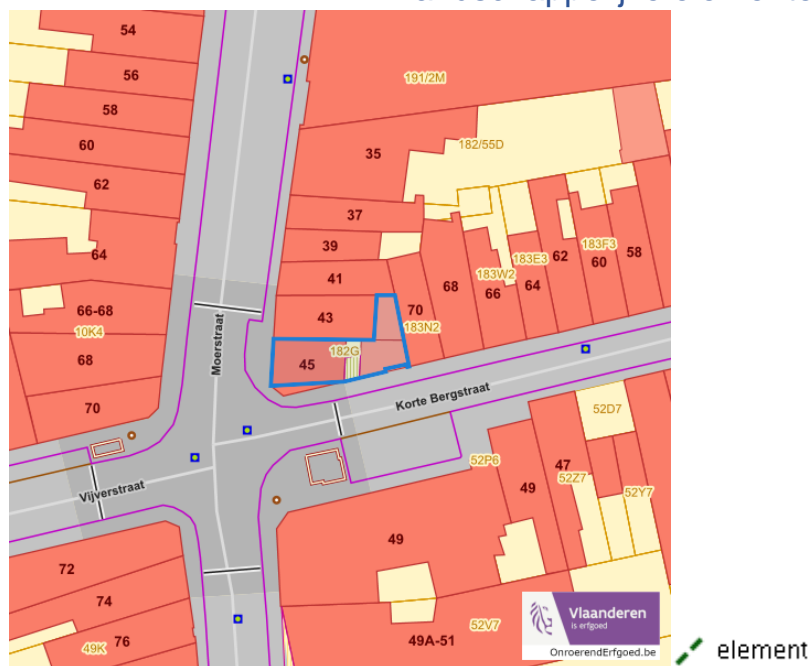 54
56
191/2M
58
60
35
182/55D
62
37
39
183E3
62
183F3
64
68
183W2
60
58
41
66
64
66-68
43
70
10K4
183N2
Moerstraat
182G
68
45
70
Korte Bergstraat
52D7
47
52P6
49
52Z7
52Y7
Vijverstraat
49
72
74
Vlaanderen
is erfgoed
76
49K
52V7
49A-51
OnroerendErfgoed.be
element